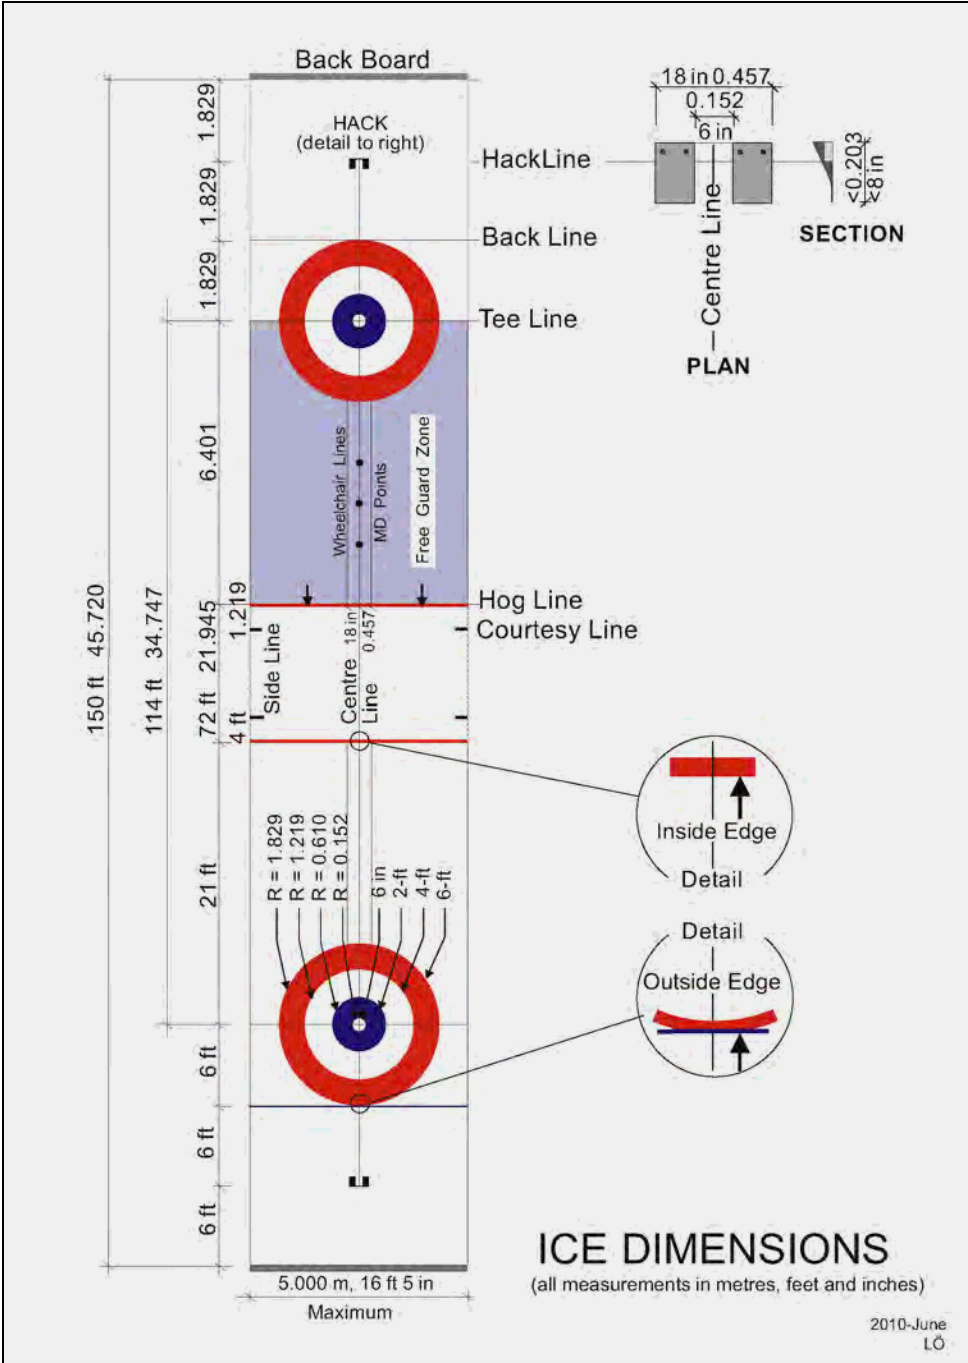 Back Board
18 in 0.457
0.152
6 in
HACK
(detail to right)
HackLine
<0.203
<8 in
Centre Line
SECTION
PLAN
1.829
1.829
1.829
Back Line
Tee Line
6.401
Wheelchair Lines
MD Points
Free Guard Zone
Hog Line
Courtesy Line
150 ft 45.720
114 ft 34.747
72 ft 21.945
4 ft 1.219
Side Line
Centre
Line
18 in
0.457
Inside Edge
Detail
21 ft
R = 1.829
R = 1.219
R = 0.610
R = 0.152
6 in
2-ft
4-ft
6-ft
Detail
Outside Edge
6 ft
6 ft
6 ft
5.000 m, 16 ft 5 in
Maximum
ICE DIMENSIONS
(all measurements in metres, feet and inches)
2010-June
LÖ